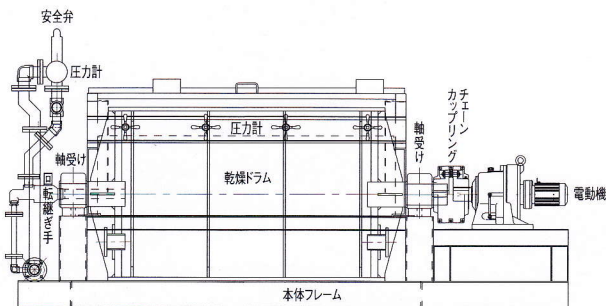 安全弁
圧力計
チェーン
カップリング
圧力計
軸受け
軸受け
乾燥ドラム
回転継ぎ手
電動機
本体フレーム